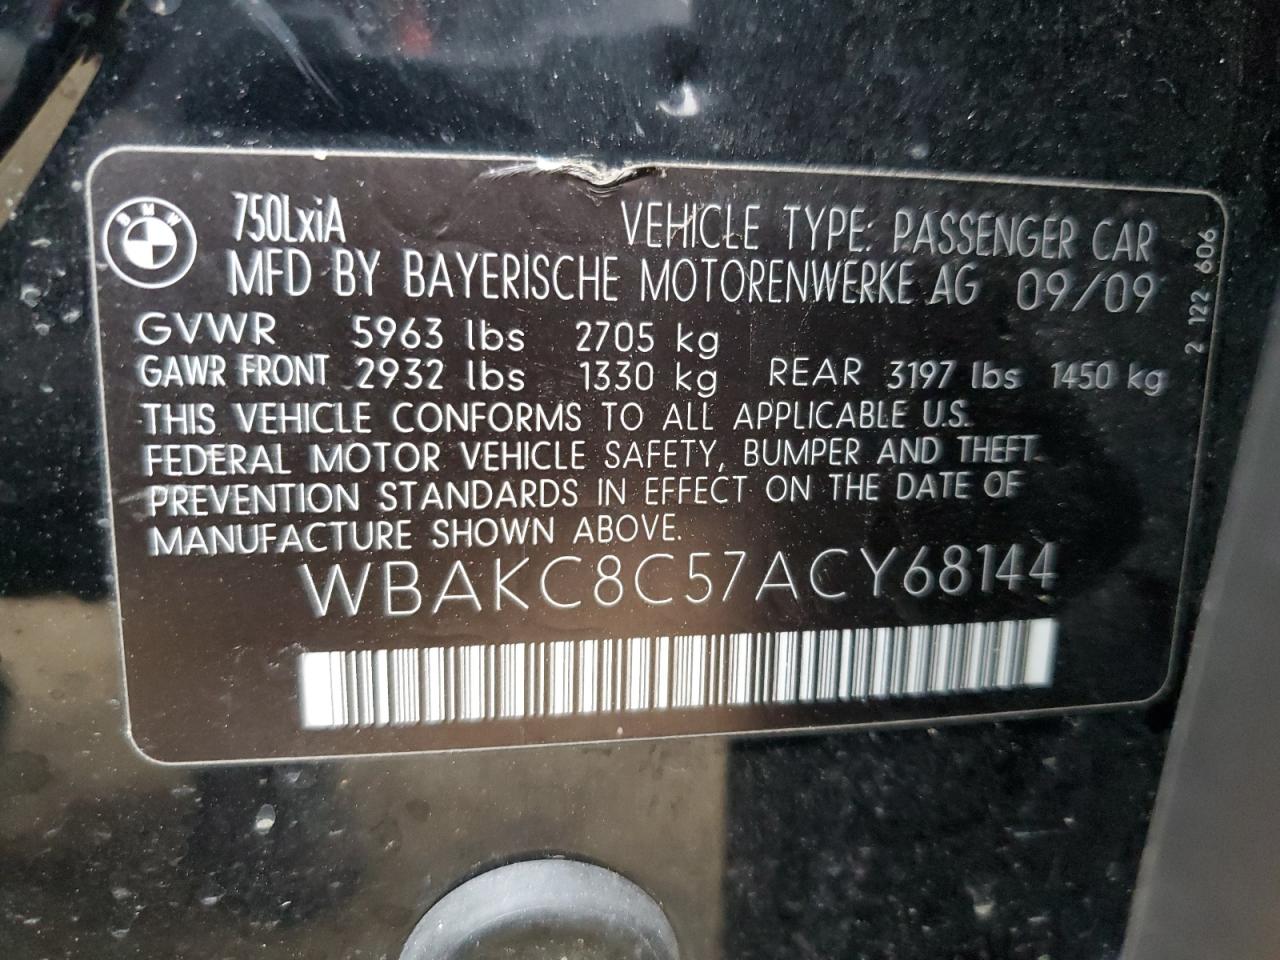 BMW
750LxiA VEHICLE TYPE: PASSENGER CAR
MFD BY BAYERISCHE MOTORENWERKE AG 09/09
GVWR 5963 lbs 2705 kg
GAWR FRONT 2932 lbs 1330 kg REAR 3197 lbs 1450 kg
THIS VEHICLE CONFORMS TO ALL APPLICABLE U.S.
FEDERAL MOTOR VEHICLE SAFETY, BUMPER AND THEFT
PREVENTION STANDARDS IN EFFECT ON THE DATE OF
MANUFACTURE SHOWN ABOVE.
WBAKC8C57ACY68144
2 122 606